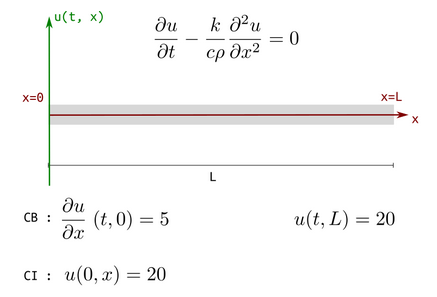 u(t, x)
∂u/∂t − k/cρ ∂²u/∂x² = 0
x=0
x=L
x
L
CB : ∂u/∂x (t, 0) = 5 u(t, L) = 20
CI : u(0, x) = 20